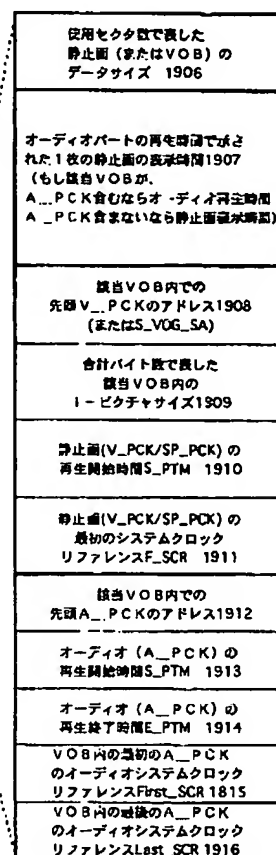 使用セクタ数で表した
静止画（またはVOB）の
データサイズ 1906
オーディオパートの再生時間で示さ
れた1枚の静止画の表示時間1907
（もし該当VOBが、
A_PCK含むならオーディオ再生時間
A_PCK含まないなら静止画表示時間）
該当VOB内での
先頭V_PCKのアドレス1908
(またはS_VOG_SA)
合計バイト数で表した
該当VOB内の
I－ピクチャサイズ1909
静止画(V_PCK/SP_PCK) の
再生開始時間S_PTM 1910
静止画(V_PCK/SP_PCK) の
最初のシステムクロック
リファレンスF_SCR 1911
該当VOB内での
先頭A_PCKのアドレス1912
オーディオ（A_PCK）の
再生開始時間S_PTM 1913
オーディオ（A_PCK）の
再生終了時間E_PTM 1914
VOB内の最初のA_PCK
のオーディオシステムクロック
リファレンスFirst_SCR 1815
VOB内の最後のA_PCK
のオーディオシステムクロック
リファレンスLast_SCR 1916